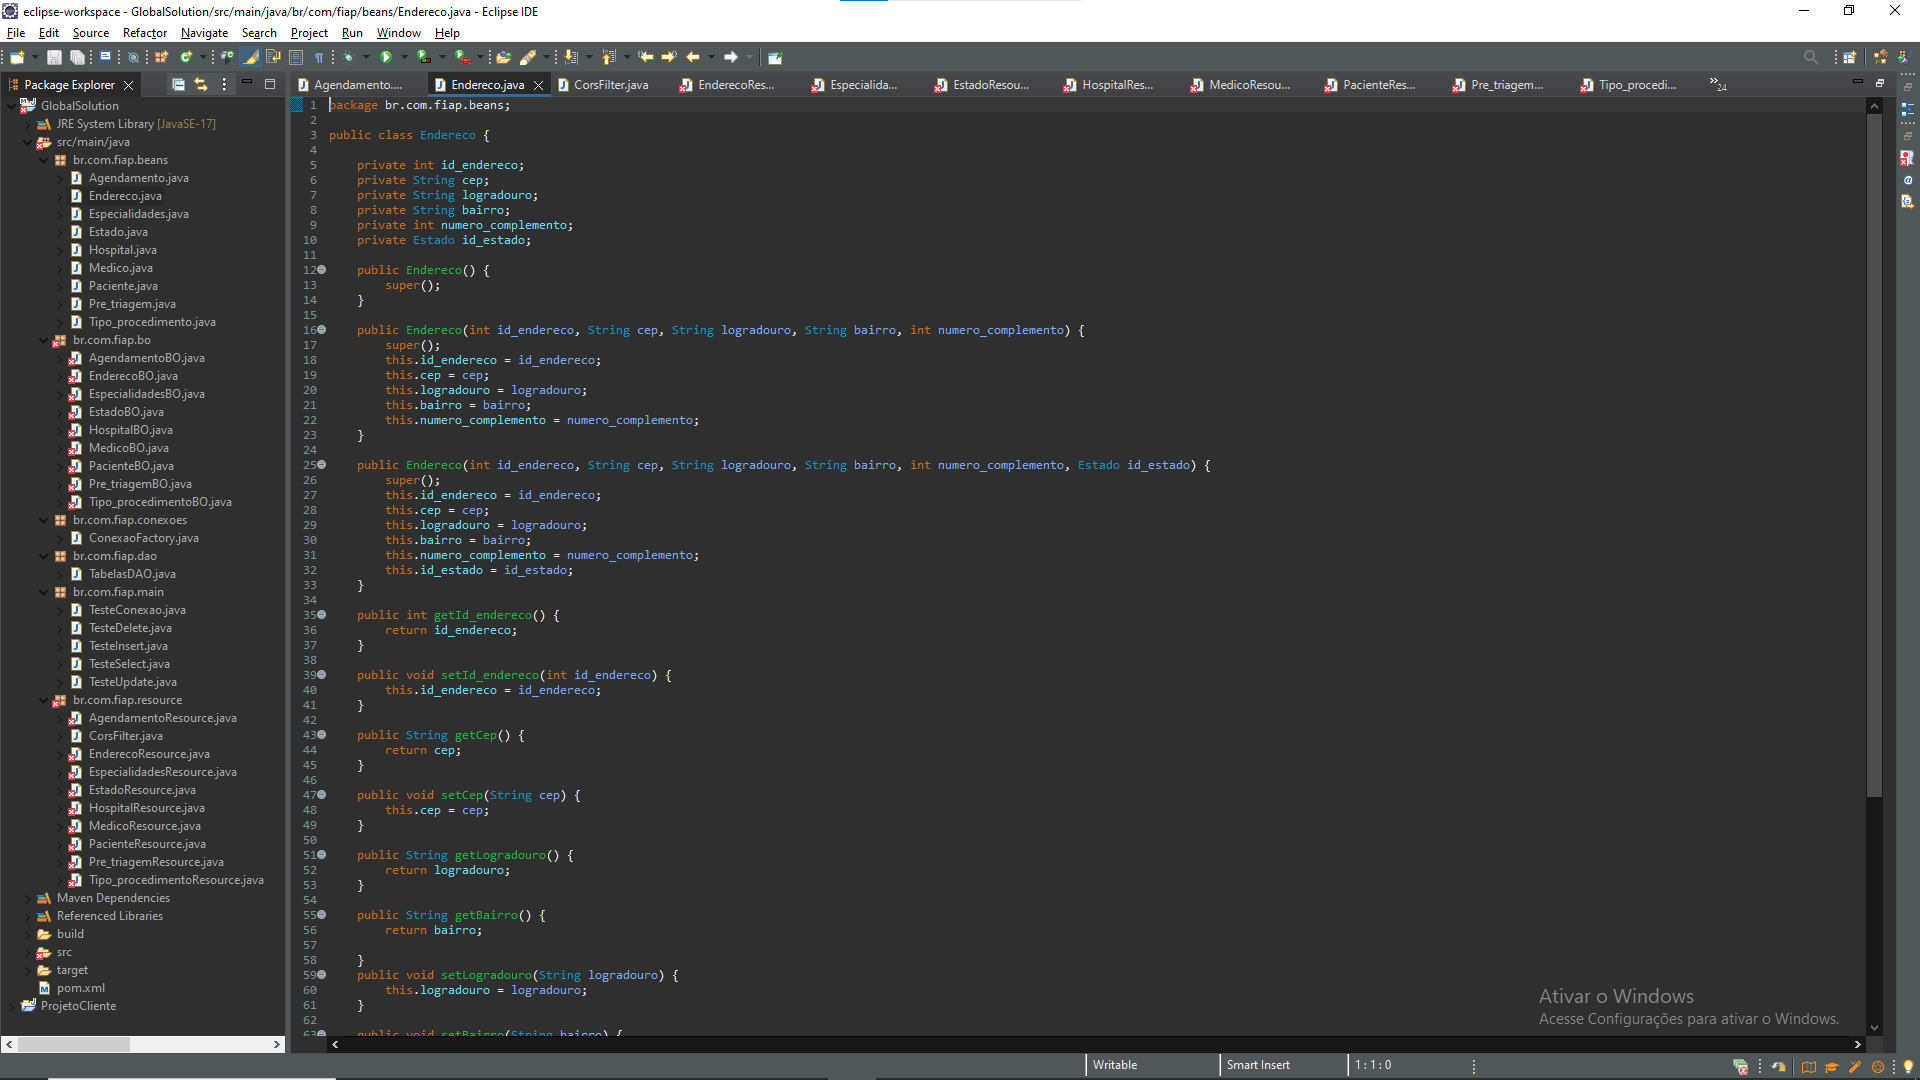 eclipse-workspace - GlobalSolution/src/main/java/br/com/fiap/beans/Endereco.java - Eclipse IDE
File Edit Source Refactor Navigate Search Project Run Window Help
Package Explorer
Agendamento.... Endereco.java CorsFilter.java EnderecoRes... Especialida... EstadoResou... HospitalRes... MedicoResou... PacienteRes... Pre_triagem... Tipo_procedi... »24
GlobalSolution
JRE System Library [JavaSE-17]
src/main/java
br.com.fiap.beans
Agendamento.java
Endereco.java
Especialidades.java
Estado.java
Hospital.java
Medico.java
Paciente.java
Pre_triagem.java
Tipo_procedimento.java
br.com.fiap.bo
AgendamentoBO.java
EnderecoBO.java
EspecialidadesBO.java
EstadoBO.java
HospitalBO.java
MedicoBO.java
PacienteBO.java
Pre_triagemBO.java
Tipo_procedimentoBO.java
br.com.fiap.conexoes
ConexaoFactory.java
br.com.fiap.dao
TabelasDAO.java
br.com.fiap.main
TesteConexao.java
TesteDelete.java
TesteInsert.java
TesteSelect.java
TesteUpdate.java
br.com.fiap.resource
AgendamentoResource.java
CorsFilter.java
EnderecoResource.java
EspecialidadesResource.java
EstadoResource.java
HospitalResource.java
MedicoResource.java
PacienteResource.java
Pre_triagemResource.java
Tipo_procedimentoResource.java
Maven Dependencies
Referenced Libraries
build
src
target
pom.xml
ProjetoCliente
1 package br.com.fiap.beans;
2
3 public class Endereco {
4
5 private int id_endereco;
6 private String cep;
7 private String logradouro;
8 private String bairro;
9 private int numero_complemento;
10 private Estado id_estado;
11
12 public Endereco() {
13 super();
14 }
15
16 public Endereco(int id_endereco, String cep, String logradouro, String bairro, int numero_complemento) {
17 super();
18 this.id_endereco = id_endereco;
19 this.cep = cep;
20 this.logradouro = logradouro;
21 this.bairro = bairro;
22 this.numero_complemento = numero_complemento;
23 }
24
25 public Endereco(int id_endereco, String cep, String logradouro, String bairro, int numero_complemento, Estado id_estado) {
26 super();
27 this.id_endereco = id_endereco;
28 this.cep = cep;
29 this.logradouro = logradouro;
30 this.bairro = bairro;
31 this.numero_complemento = numero_complemento;
32 this.id_estado = id_estado;
33 }
34
35 public int getId_endereco() {
36 return id_endereco;
37 }
38
39 public void setId_endereco(int id_endereco) {
40 this.id_endereco = id_endereco;
41 }
42
43 public String getCep() {
44 return cep;
45 }
46
47 public void setCep(String cep) {
48 this.cep = cep;
49 }
50
51 public String getLogradouro() {
52 return logradouro;
53 }
54
55 public String getBairro() {
56 return bairro;
57
58 }
59 public void setLogradouro(String logradouro) {
60 this.logradouro = logradouro;
61 }
62
63 public void setBairro(String bairro) {
Ativar o Windows
Acesse Configurações para ativar o Windows.
Writable Smart Insert 1 : 1 : 0